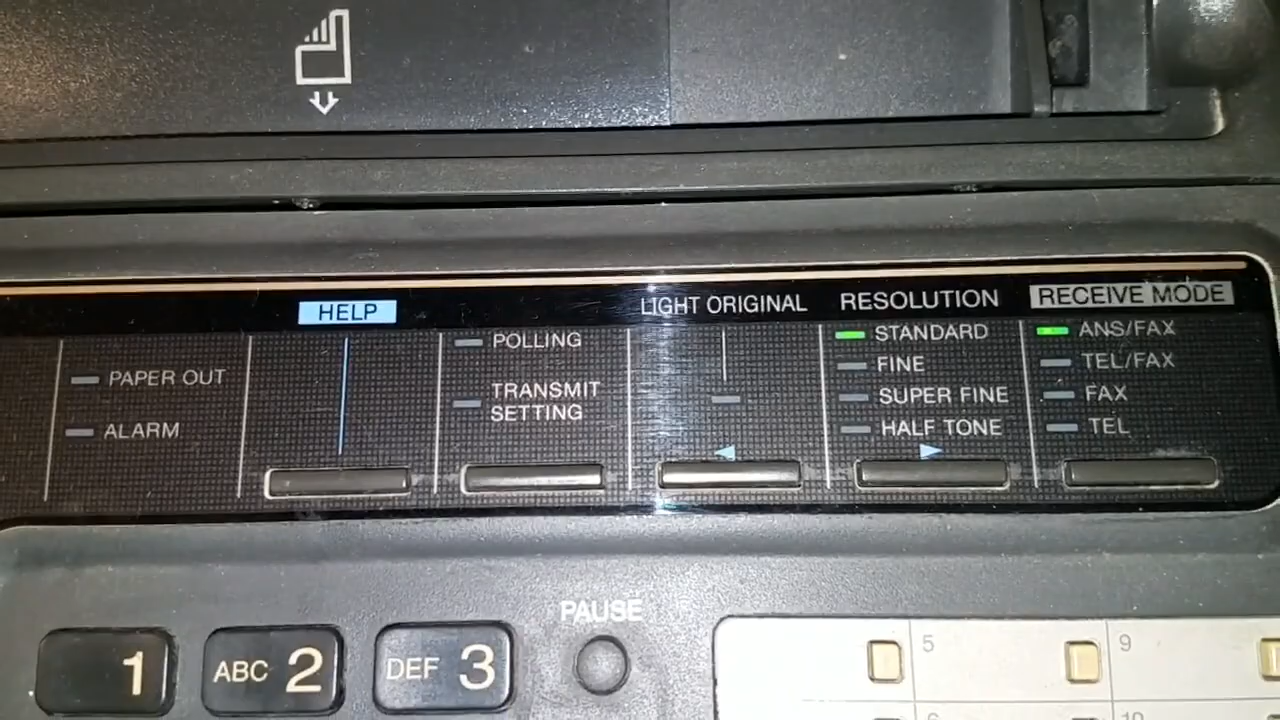 HELP
LIGHT ORIGINAL
RESOLUTION
RECEIVE MODE
PAPER OUT
ALARM
POLLING
TRANSMIT
SETTING
STANDARD
FINE
SUPER FINE
HALF TONE
ANS/FAX
TEL/FAX
FAX
TEL
PAUSE
1
ABC 2
DEF 3
5
9